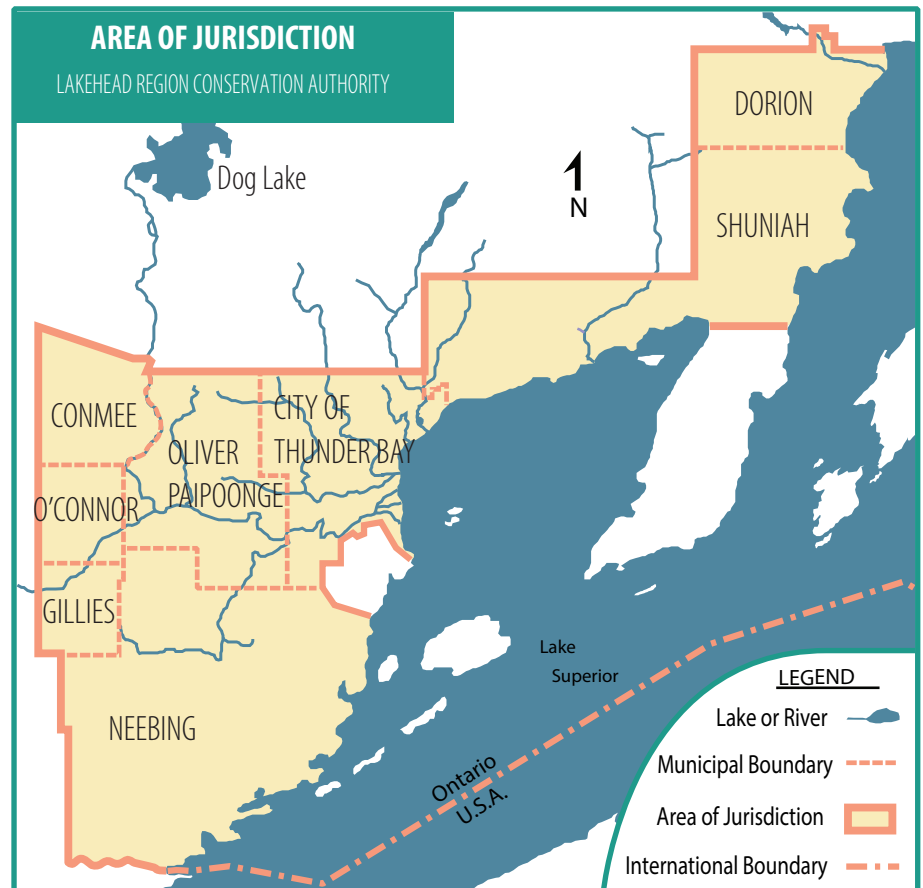 AREA OF JURISDICTION
LAKEHEAD REGION CONSERVATION AUTHORITY
DORION
Dog Lake
N
SHUNIAH
CONMEE
CITY OF
THUNDER BAY
OLIVER
PAIPOONGE
O'CONNOR
GILLIES
Lake
Superior
NEEBING
Ontario
U.S.A.
LEGEND
Lake or River
Municipal Boundary
Area of Jurisdiction
International Boundary